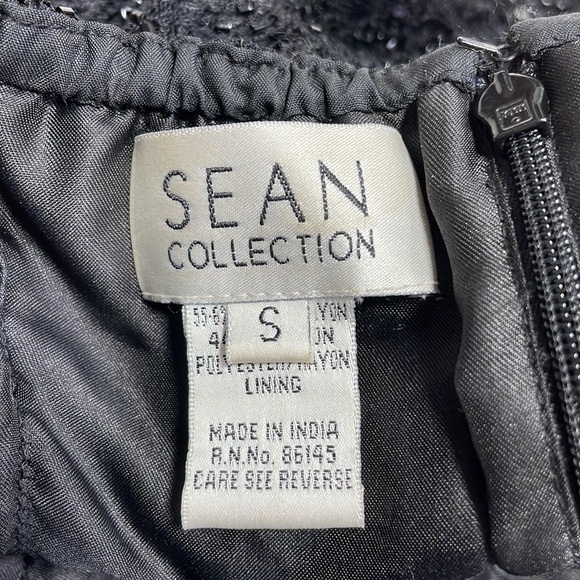 SEAN
COLLECTION
S
LINING
MADE IN INDIA
R.N.No. 86145
CARE SEE REVERSE